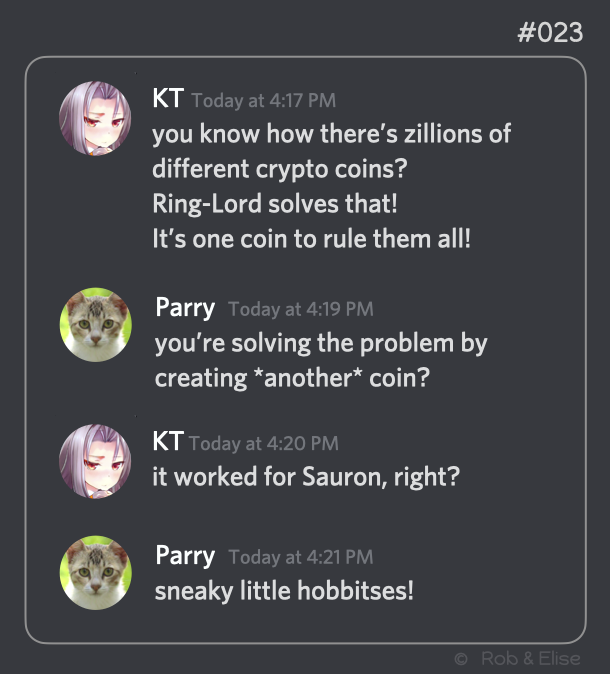 #023
KT Today at 4:17 PM
you know how there’s zillions of
different crypto coins?
Ring-Lord solves that!
It’s one coin to rule them all!
Parry Today at 4:19 PM
you’re solving the problem by
creating *another* coin?
KT Today at 4:20 PM
it worked for Sauron, right?
Parry Today at 4:21 PM
sneaky little hobbitses!
© Rob & Elise